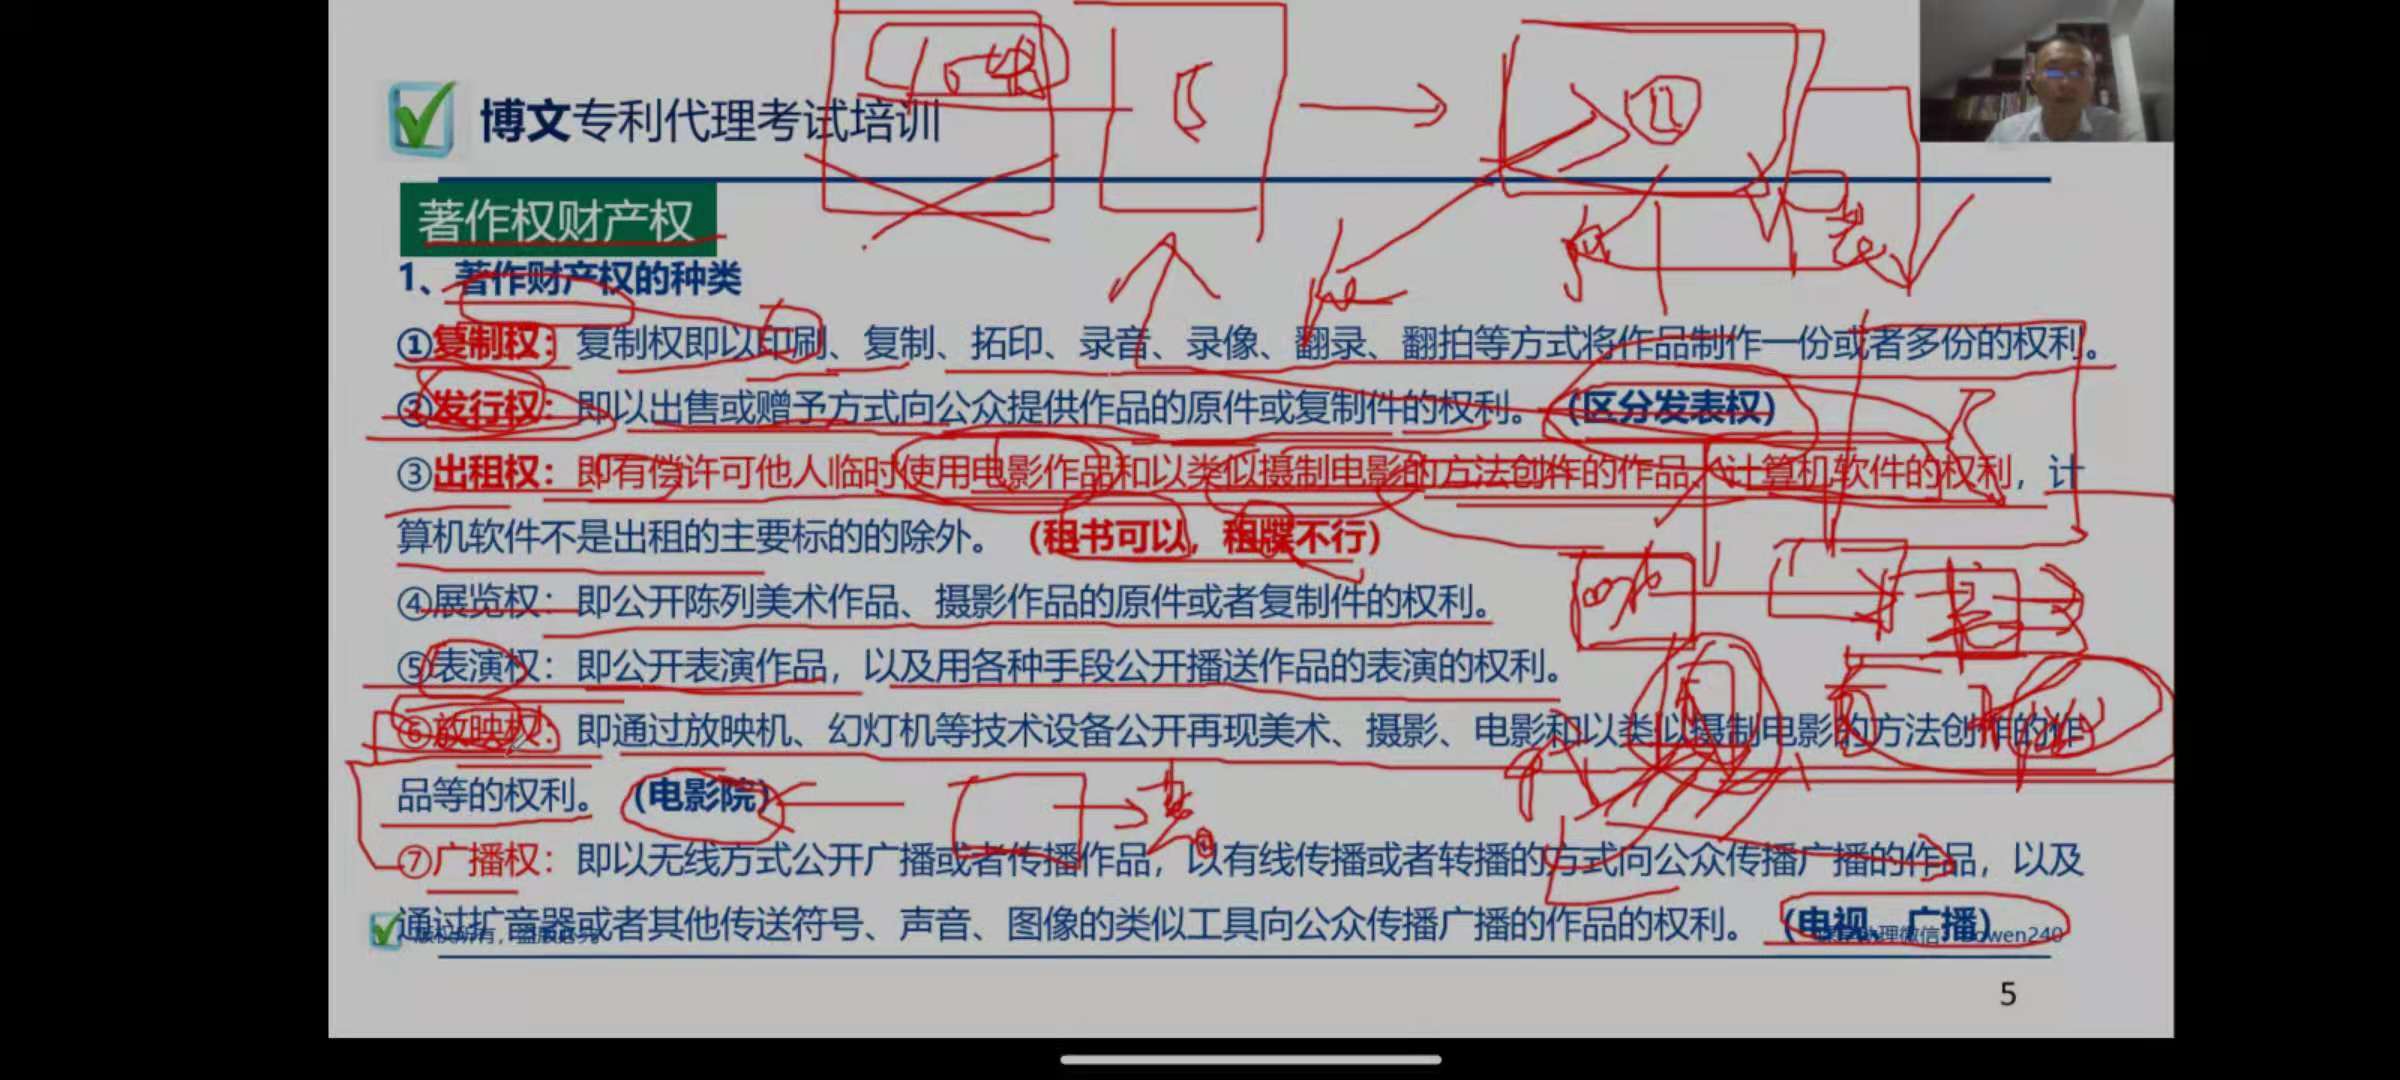 博文专利代理考试培训
著作权财产权
1、著作财产权的种类
①复制权：复制权即以印刷、复制、拓印、录音、录像、翻录、翻拍等方式将作品制作一份或者多份的权利。
②发行权：即以出售或赠予方式向公众提供作品的原件或复制件的权利。（区分发表权）
③出租权：即有偿许可他人临时使用电影作品和以类似摄制电影的方法创作的作品、计算机软件的权利，计
算机软件不是出租的主要标的的除外。（租书可以，租牒不行）
④展览权：即公开陈列美术作品、摄影作品的原件或者复制件的权利。
⑤表演权：即公开表演作品，以及用各种手段公开播送作品的表演的权利。
⑥放映权：即通过放映机、幻灯机等技术设备公开再现美术、摄影、电影和以类似摄制电影的方法创作的作
品等的权利。（电影院）
⑦广播权：即以无线方式公开广播或者传播作品，以有线传播或者转播的方式向公众传播广播的作品，以及
通过扩音器或者其他传送符号、声音、图像的类似工具向公众传播广播的作品的权利。（电视、广播）
版权所有，盗版必究
理微信：bowen240
5